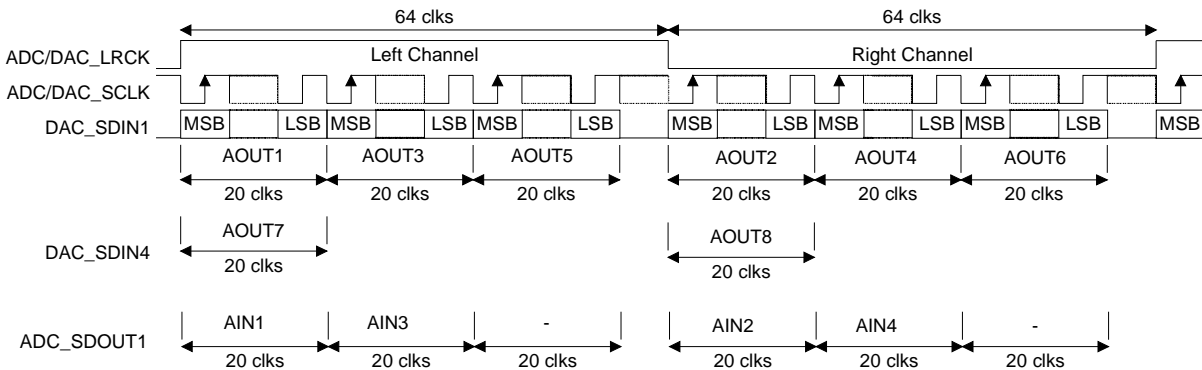 64 clks 64 clks
ADC/DAC_LRCK Left Channel Right Channel
ADC/DAC_SCLK
DAC_SDIN1 MSB LSB MSB LSB MSB LSB MSB LSB MSB LSB MSB LSB MSB
AOUT1 AOUT3 AOUT5 AOUT2 AOUT4 AOUT6
20 clks 20 clks 20 clks 20 clks 20 clks 20 clks
DAC_SDIN4 AOUT7 AOUT8
20 clks 20 clks
ADC_SDOUT1 AIN1 AIN3 - AIN2 AIN4 -
20 clks 20 clks 20 clks 20 clks 20 clks 20 clks